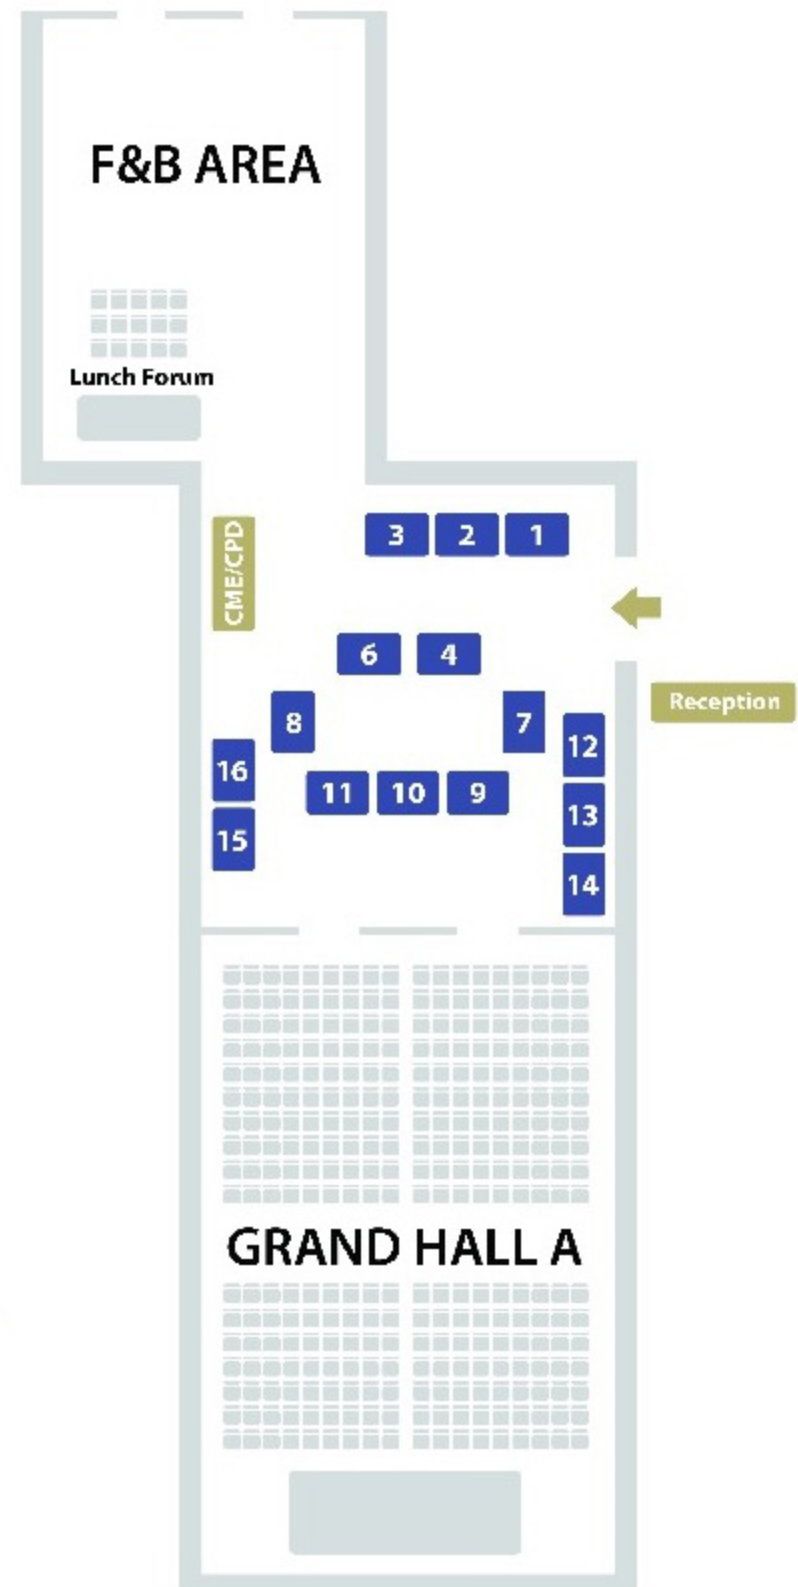 F&B AREA
Lunch Forum
CME/CPD
3 2 1
6 4
Reception
8 7
12
16
11 10 9
13
15
14
GRAND HALL A